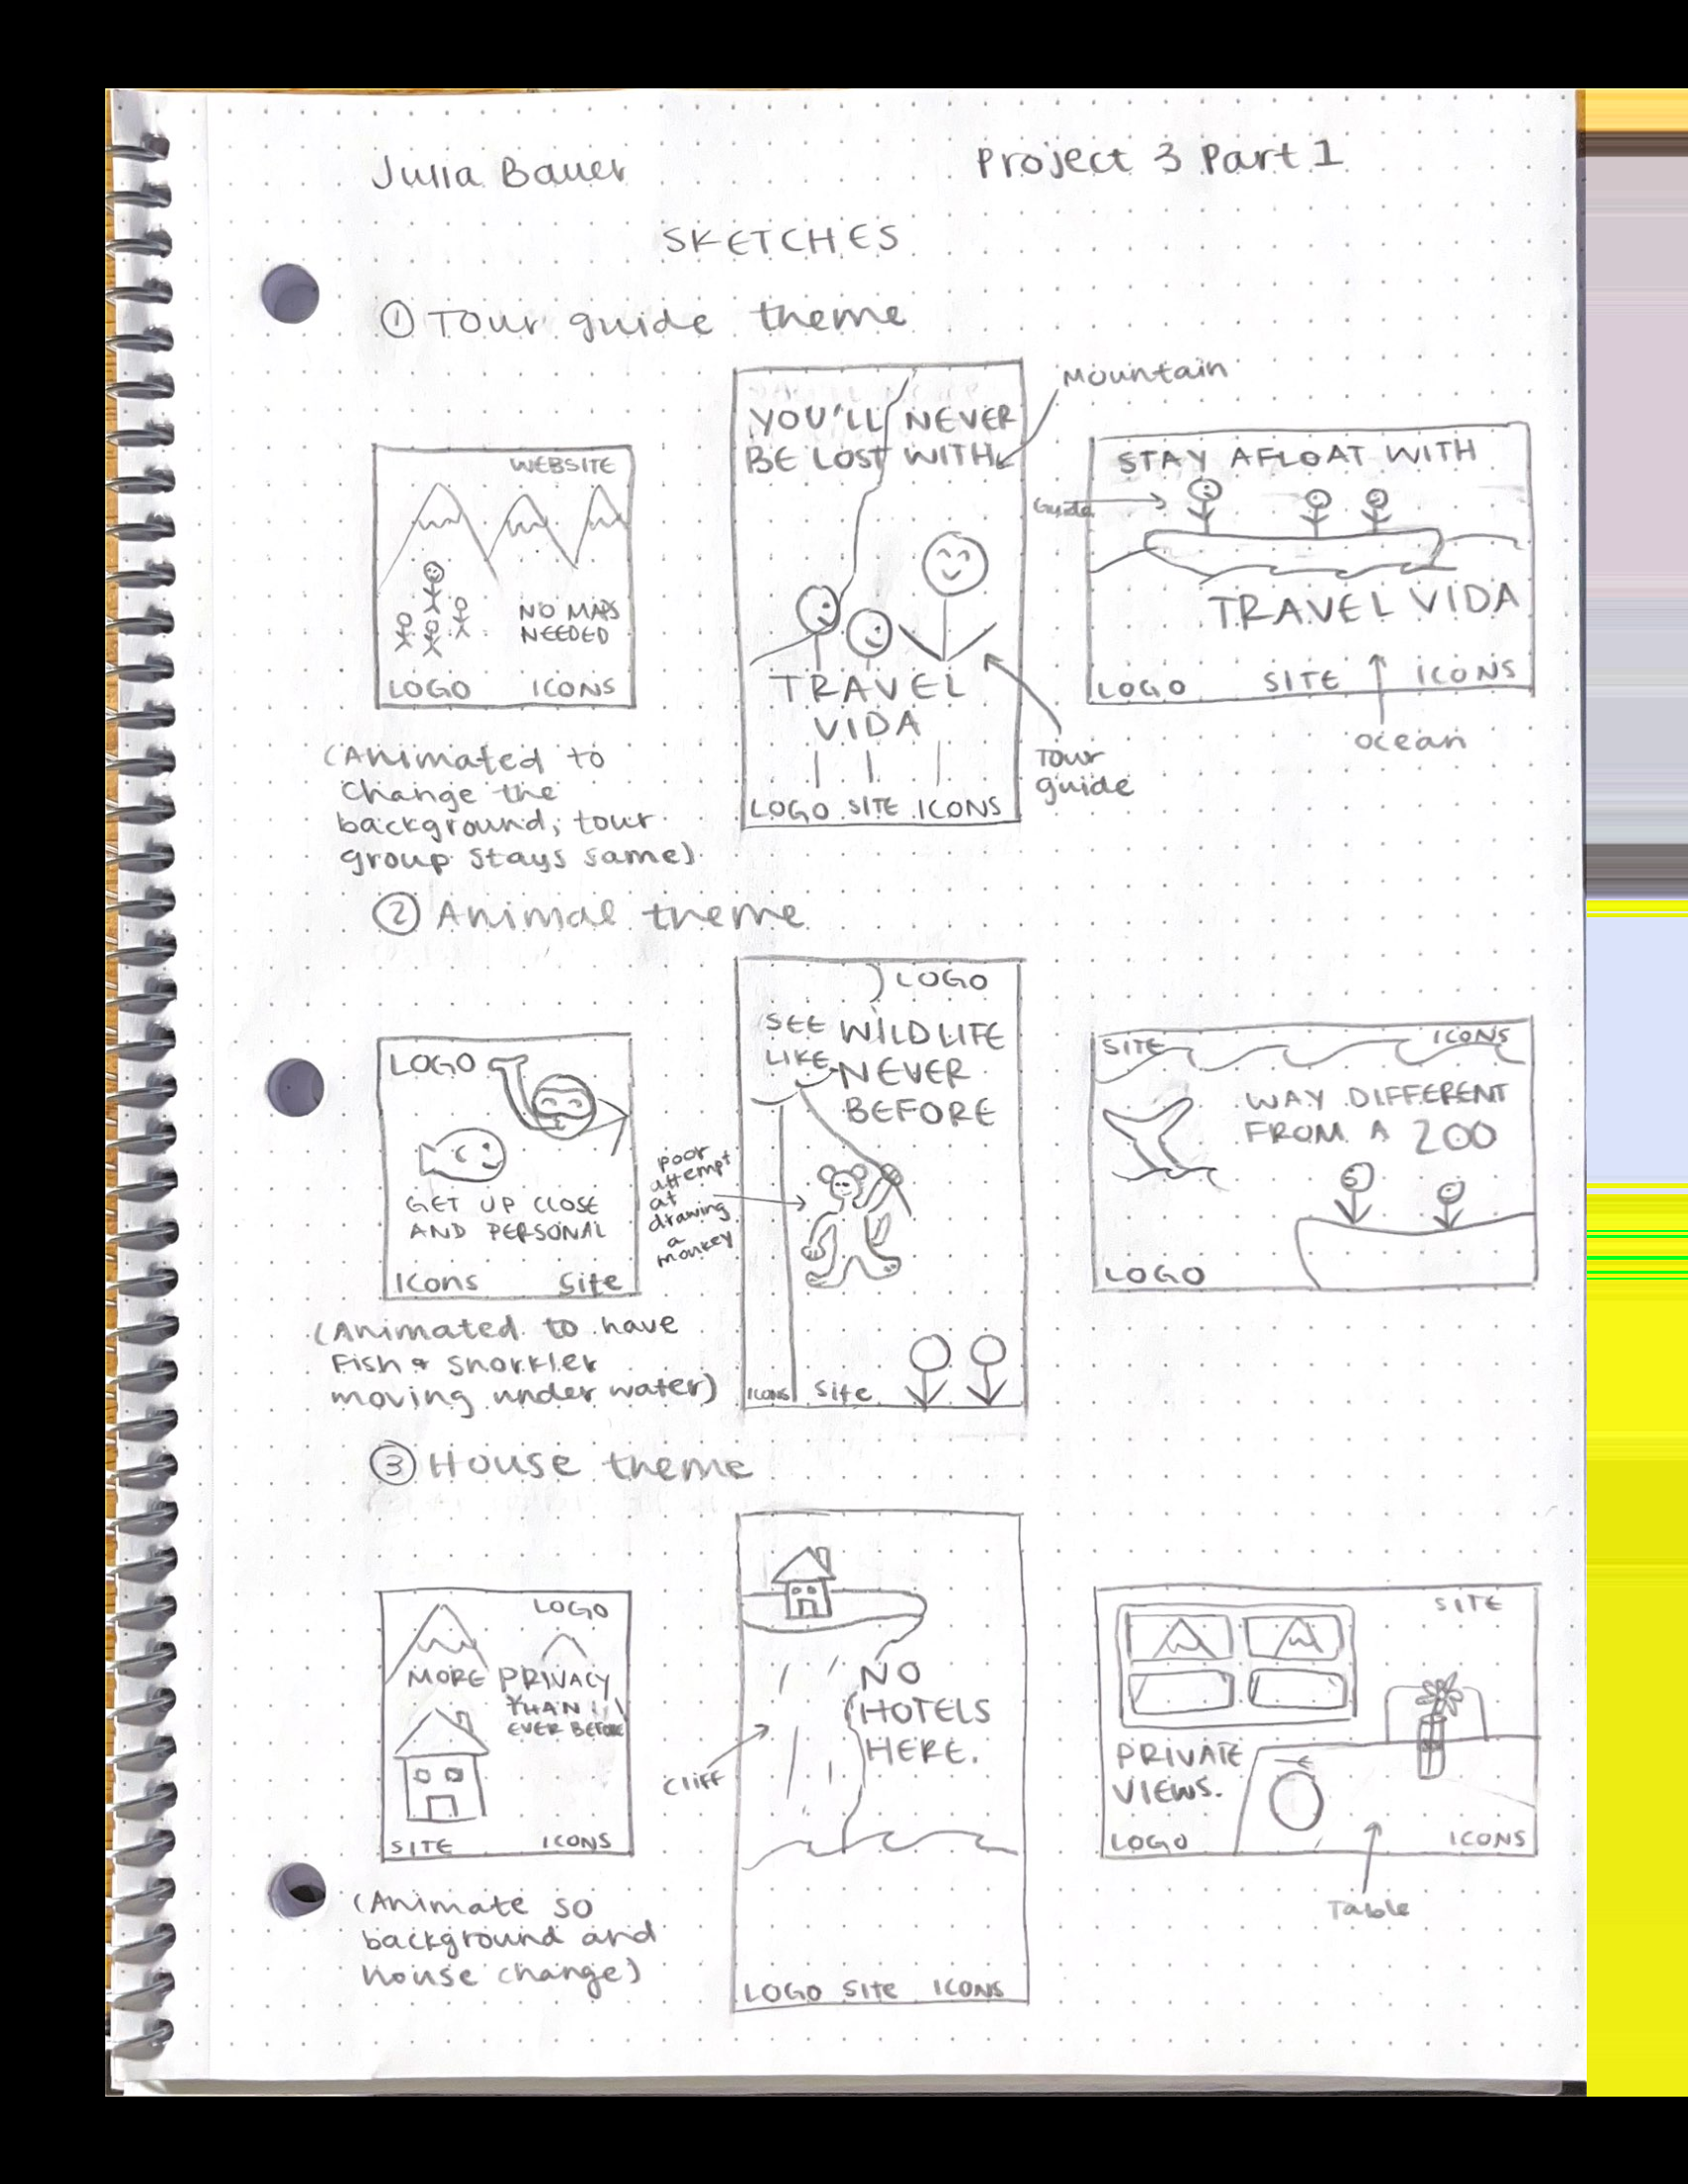 Julia Bauer
Project 3 Part 1
SKETCHES
① Tour guide theme
WEBSITE
NO MAPS
NEEDED
LOGO
ICONS
(Animated to
change the
background; tour
group stays same)
YOU'LL NEVER
BE LOST WITH
Mountain
TRAVEL
VIDA
LOGO SITE ICONS
Tour
guide
STAY AFLOAT WITH
Guide
TRAVEL VIDA
LOGO SITE ICONS
ocean
② Animal theme
LOGO
GET UP CLOSE
AND PERSONAL
Icons Site
(Animated to have
Fish & snorkler
moving under water)
poor
attempt
at
drawing
a
monkey
LOGO
SEE WILDLIFE
LIKE NEVER
BEFORE
ICONS Site
SITE ICONS
WAY DIFFERENT
FROM A ZOO
LOGO
③ House theme
LOGO
MORE PRIVACY
THAN
EVER BEFORE
SITE ICONS
(Animate so
background and
house change)
NO
HOTELS
HERE.
Cliff
LOGO SITE ICONS
SITE
PRIVATE
VIEWS.
LOGO
ICONS
Table